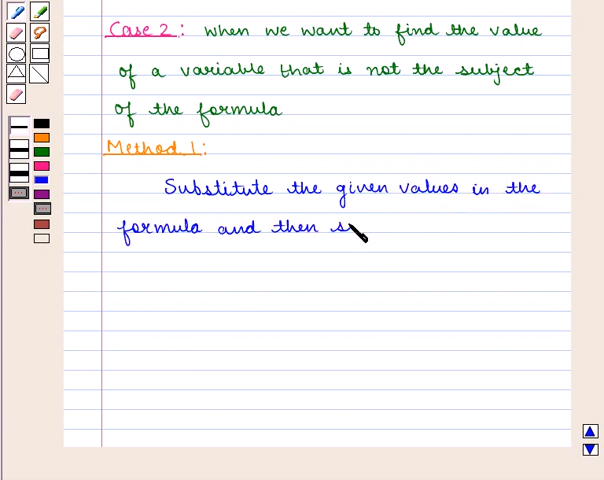 Case 2: When we want to find the value
of a variable that is not the subject
of the formula
Method 1:
Substitute the given values in the
formula and then s